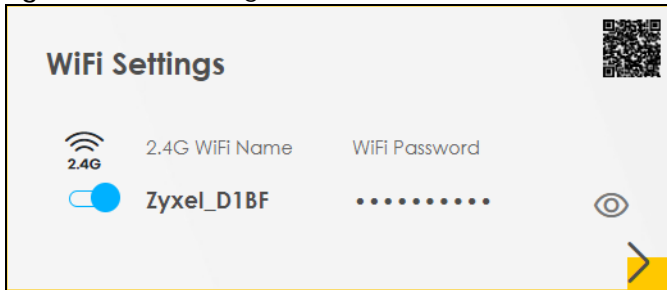 WiFi Settings
2.4G WiFi Name WiFi Password
2.4G
Zyxel_D1BF ••••••••••